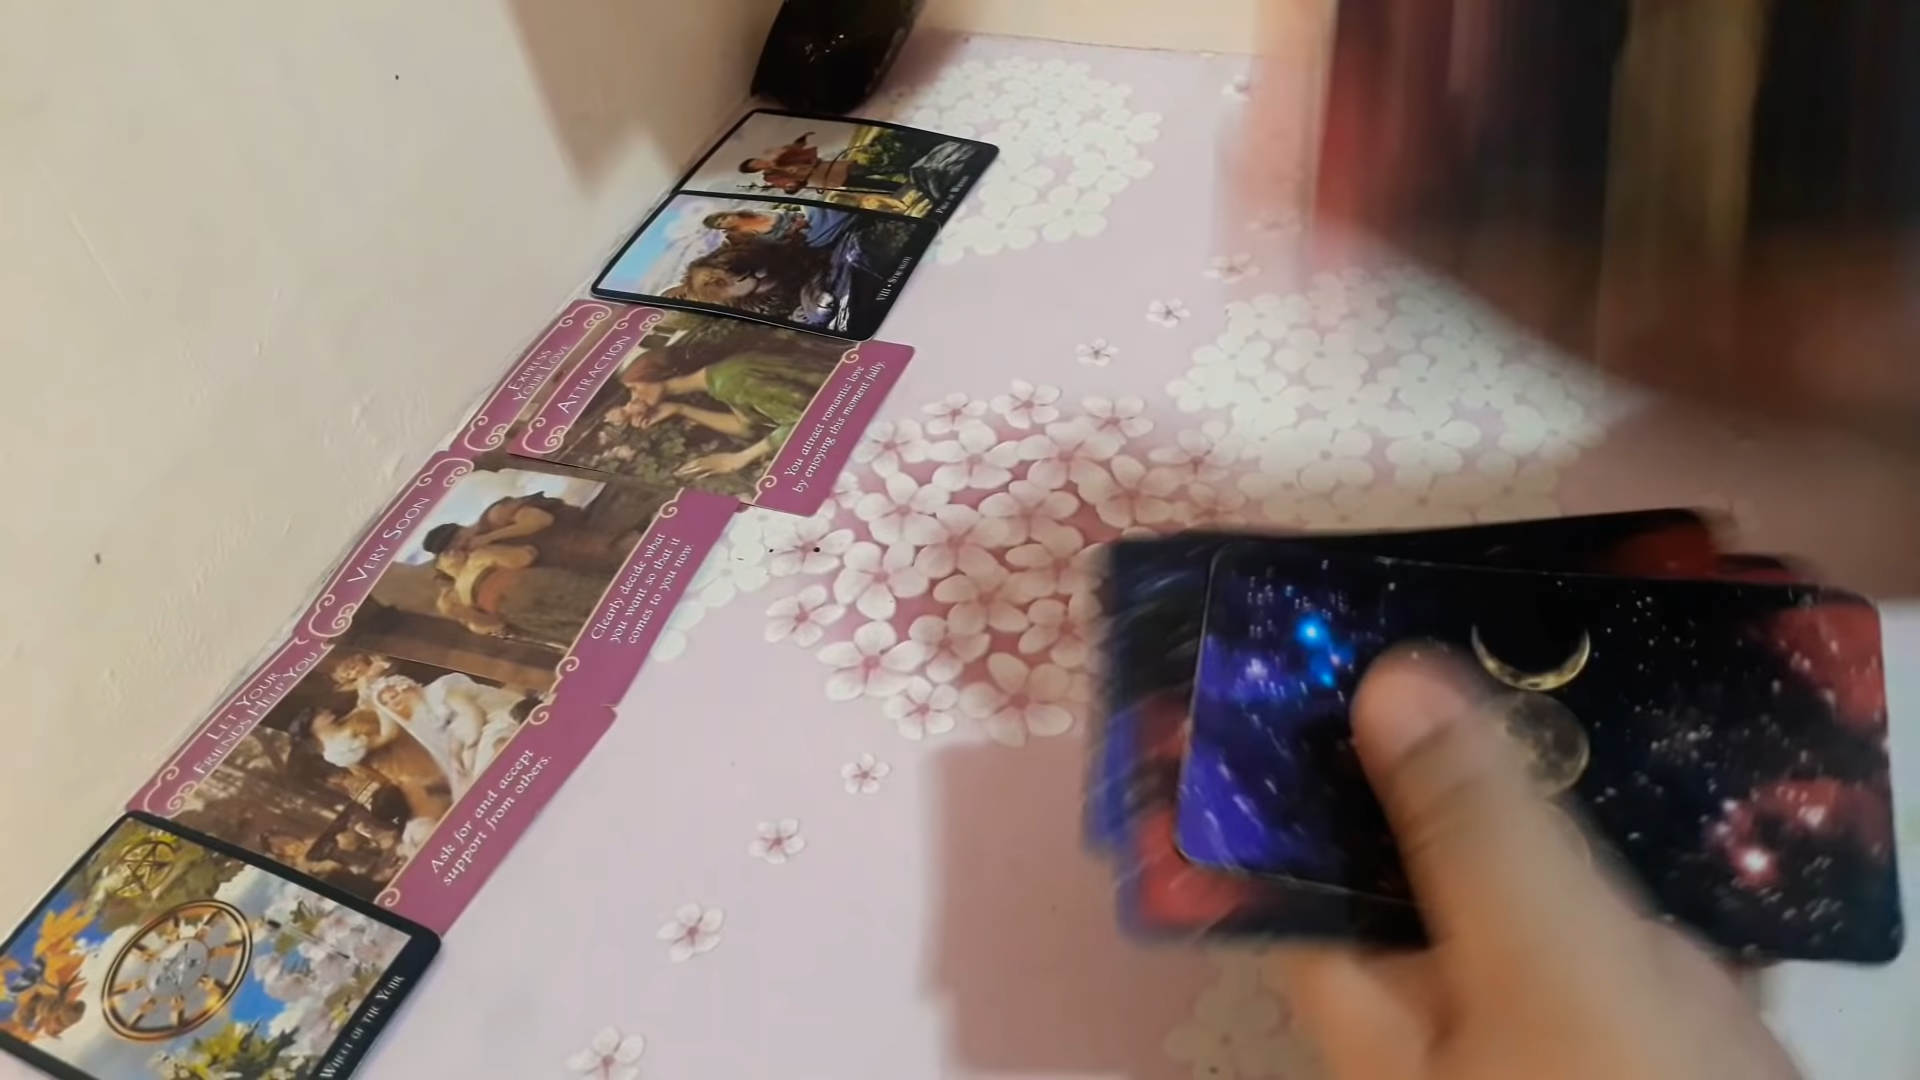 VIII • STRENGTH
EXPRESS
YOUR LOVE
ATTRACTION
You attract romantic love
by enjoying this moment fully.
VERY SOON
Clearly decide what
you want so that it
comes to you now.
LET YOUR
FRIENDS HELP YOU
Ask for and accept
support from others.
WHEEL OF THE YEAR